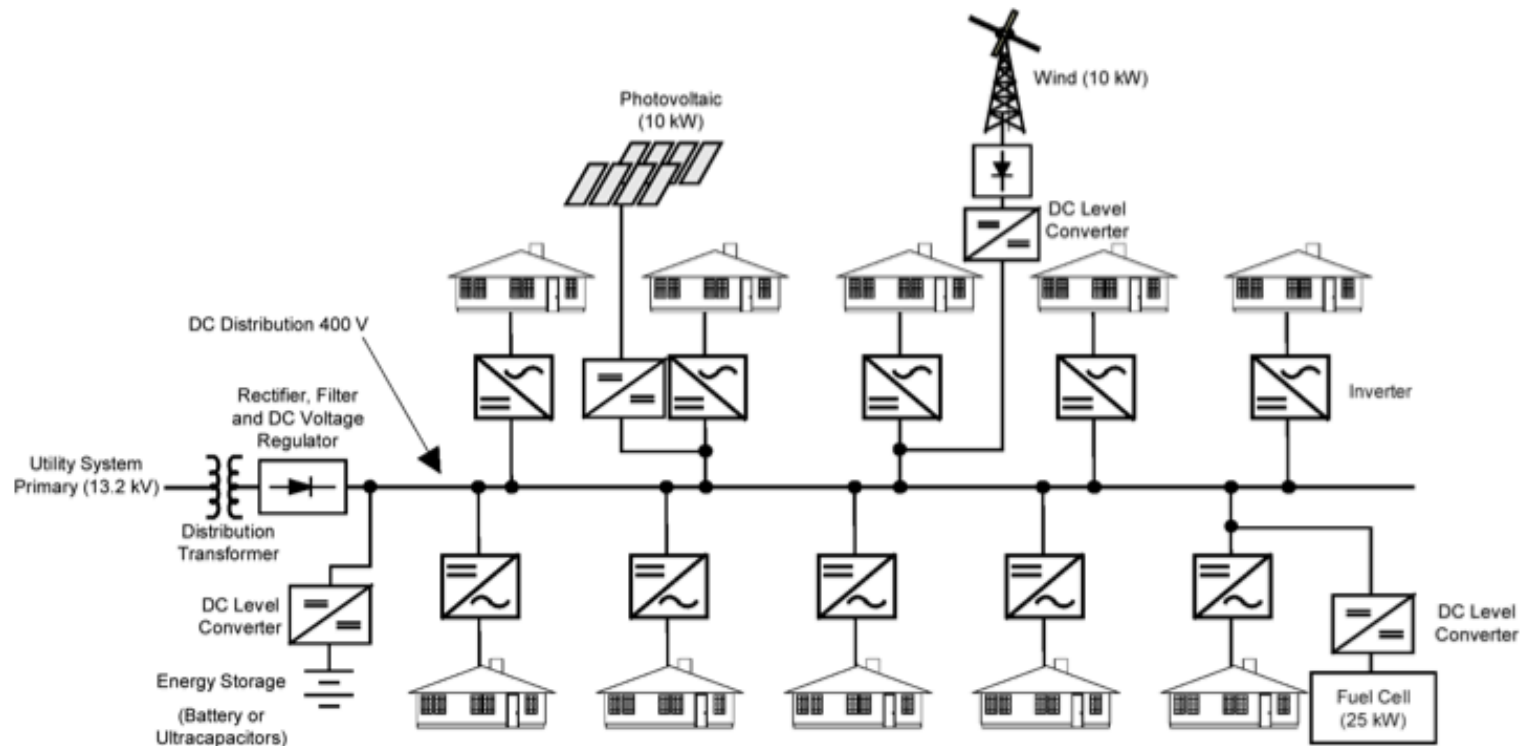 Wind (10 kW)
Photovoltaic
(10 kW)
DC Level
Converter
DC Distribution 400 V
Rectifier, Filter
and DC Voltage
Regulator
Inverter
Utility System
Primary (13.2 kV)
Distribution
Transformer
DC Level
Converter
DC Level
Converter
Energy Storage
(Battery or
Ultracapacitors)
Fuel Cell
(25 kW)